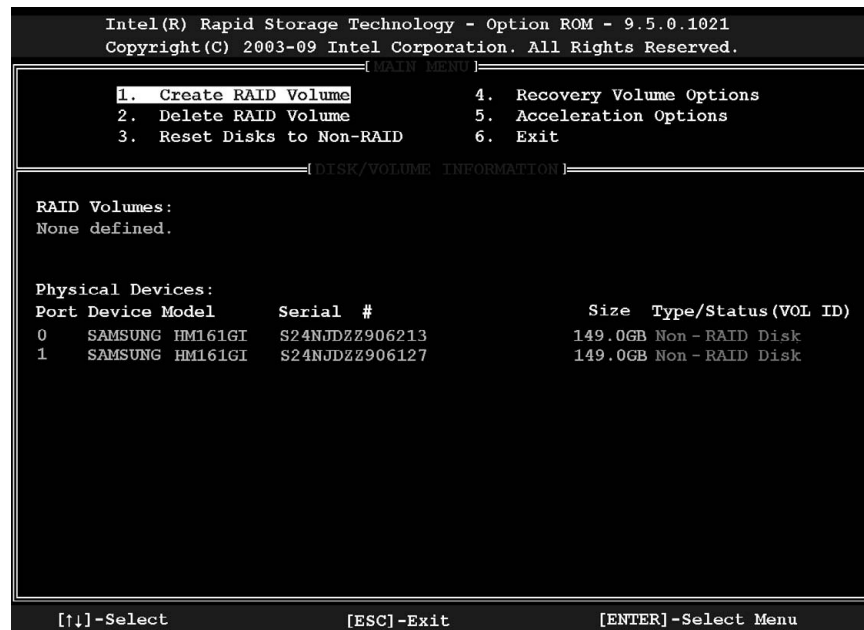 Intel(R) Rapid Storage Technology - Option ROM - 9.5.0.1021
Copyright(C) 2003-09 Intel Corporation. All Rights Reserved.
[MAIN MENU]
1. Create RAID Volume
2. Delete RAID Volume
3. Reset Disks to Non-RAID
4. Recovery Volume Options
5. Acceleration Options
6. Exit
[DISK/VOLUME INFORMATION]
RAID Volumes:
None defined.
Physical Devices:
Port Device Model Serial # Size Type/Status(VOL ID)
0 SAMSUNG HM161GI S24NJDZZ906213 149.0GB Non-RAID Disk
1 SAMSUNG HM161GI S24NJDZZ906127 149.0GB Non-RAID Disk
[↑↓]-Select [ESC]-Exit [ENTER]-Select Menu